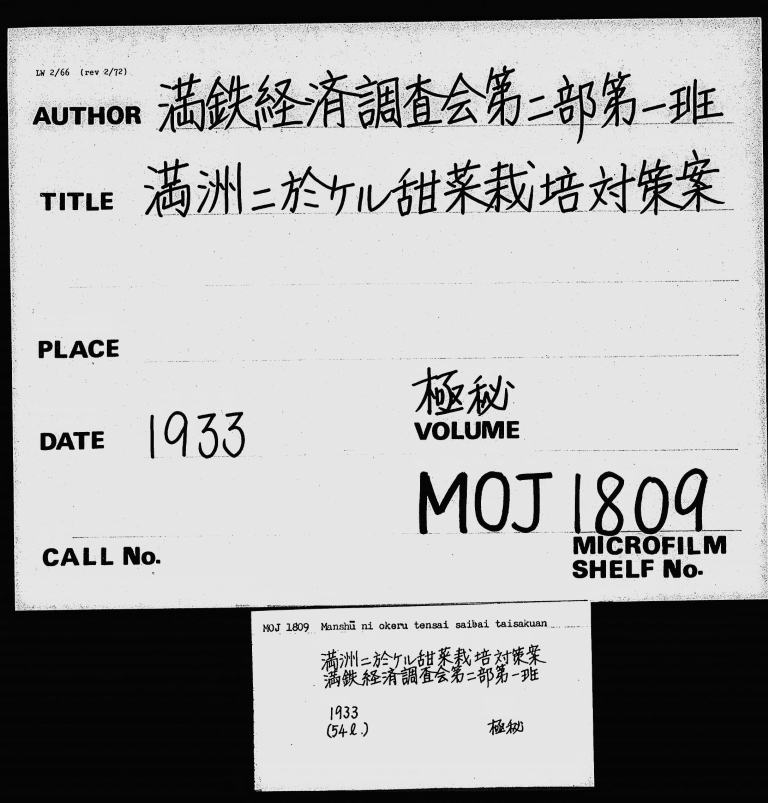 LW 2/66 (rev 2/72)
AUTHOR 満鉄経済調査会第二部第一班
TITLE 満洲ニ於ケル甜菜栽培対策案
PLACE
極秘
DATE 1933 VOLUME
MOJ 1809
CALL No. MICROFILM SHELF No.
MOJ 1809 Manshū ni okeru tensai saibai taisakuan
満洲ニ於ケル甜菜栽培対策案
満鉄経済調査会第二部第一班
1933
(54ℓ.) 極秘